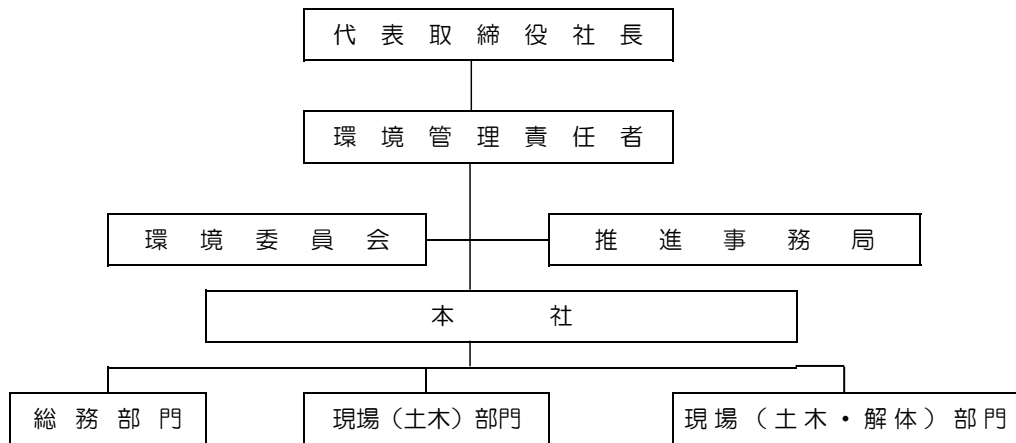 代表取締役社長
環境管理責任者
環境委員会
推進事務局
本社
総務部門
現場（土木）部門
現場（土木・解体）部門